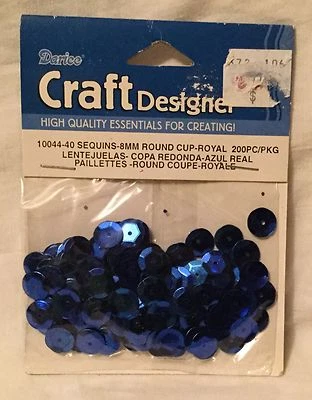 Darice
Craft Designer
HIGH QUALITY ESSENTIALS FOR CREATING!
10044-40 SEQUINS-8MM ROUND CUP-ROYAL 200PC/PKG
LENTEJUELAS- COPA REDONDA-AZUL REAL
PAILLETTES -ROUND COUPE-ROYALE